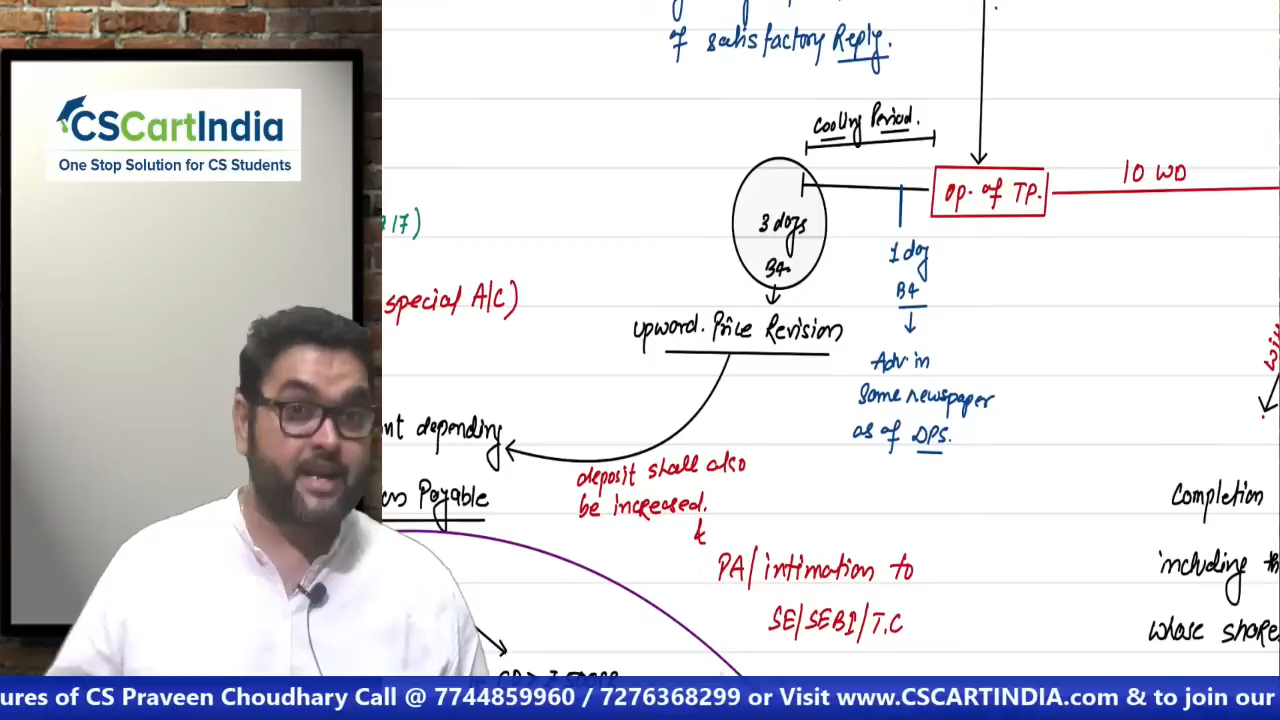 CSCartIndia
One Stop Solution for CS Students
of satisfactory Reply.
Cooling Period.
OP. of TP.
10 WD
3 days
B4
1 day
B4
17)
special A/C)
upward. Price Revision
Adv. in
Same newspaper
as of DPS.
nt depending
Payable
deposit shall also
be increased.
&
PA/intimation to
SE/SEBI/T.C
Completion
including th
whose share
ures of CS Praveen Choudhary Call @ 7744859960 / 7276368299 or Visit www.CSCARTINDIA.com & to join our